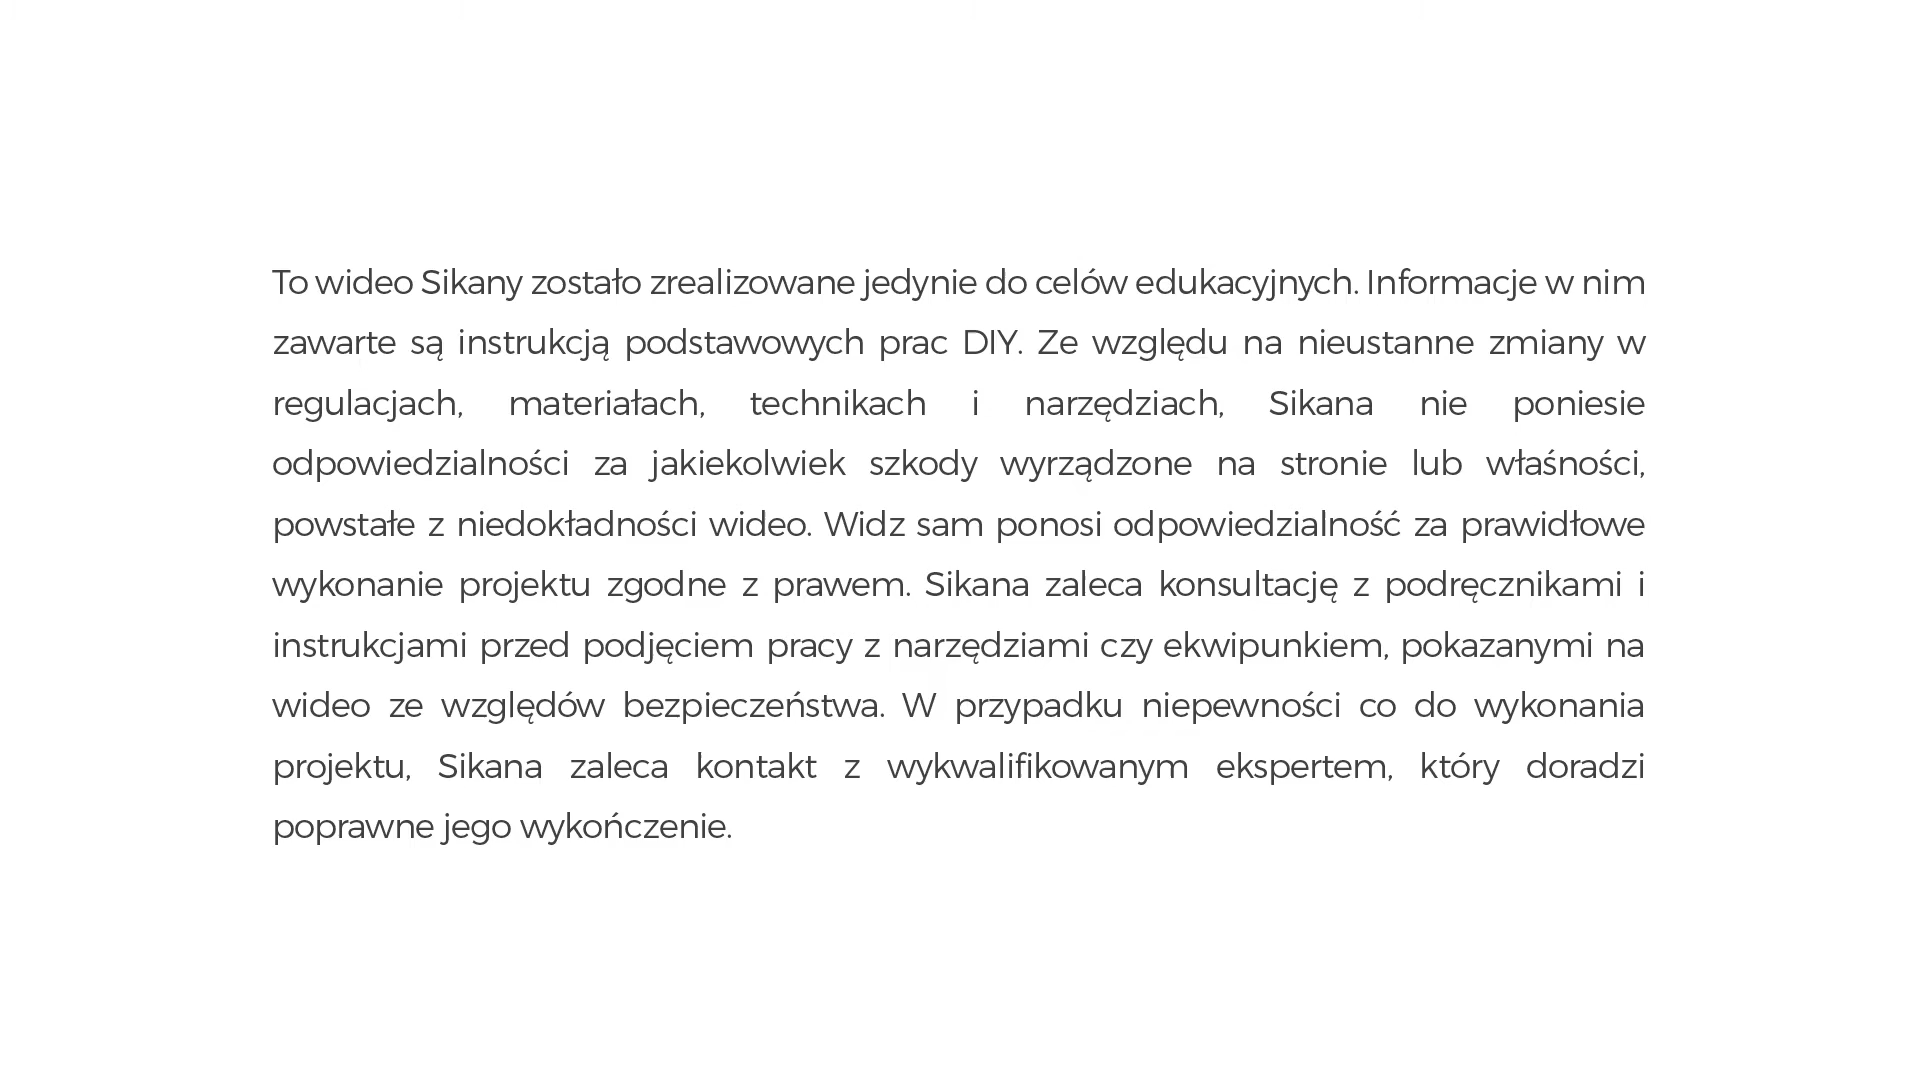 To wideo Sikany zostało zrealizowane jedynie do celów edukacyjnych. Informacje w nim
zawarte są instrukcją podstawowych prac DIY. Ze względu na nieustanne zmiany w
regulacjach, materiałach, technikach i narzędziach, Sikana nie poniesie
odpowiedzialności za jakiekolwiek szkody wyrządzone na stronie lub właśności,
powstałe z niedokładności wideo. Widz sam ponosi odpowiedzialność za prawidłowe
wykonanie projektu zgodne z prawem. Sikana zaleca konsultację z podręcznikami i
instrukcjami przed podjęciem pracy z narzędziami czy ekwipunkiem, pokazanymi na
wideo ze względów bezpieczeństwa. W przypadku niepewności co do wykonania
projektu, Sikana zaleca kontakt z wykwalifikowanym ekspertem, który doradzi
poprawne jego wykończenie.